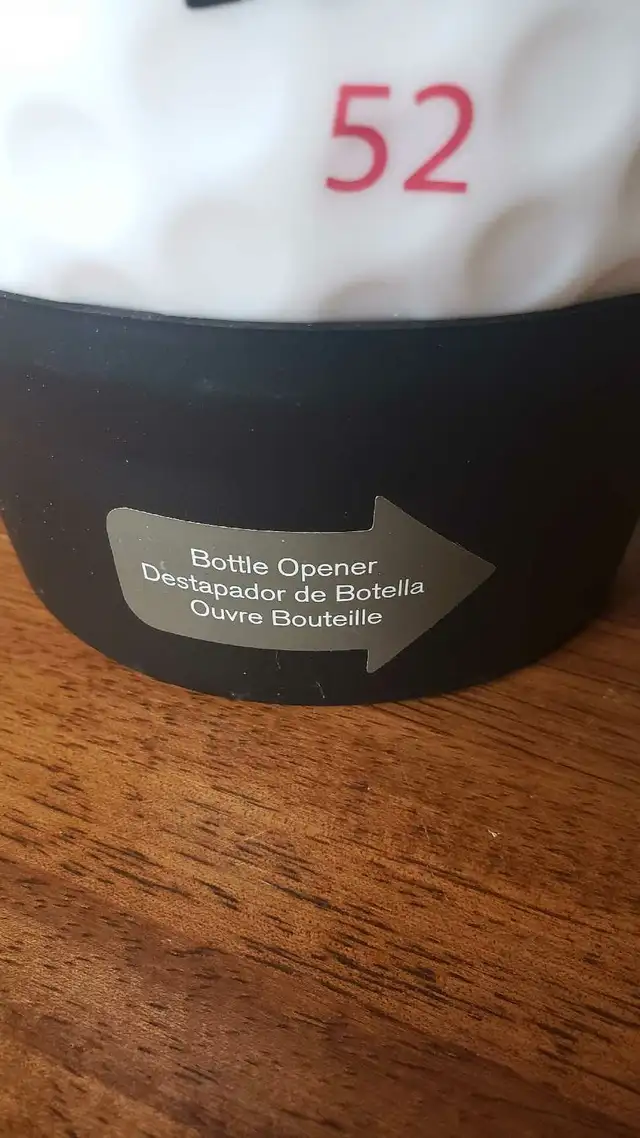 52
Bottle Opener
Destapador de Botella
Ouvre Bouteille